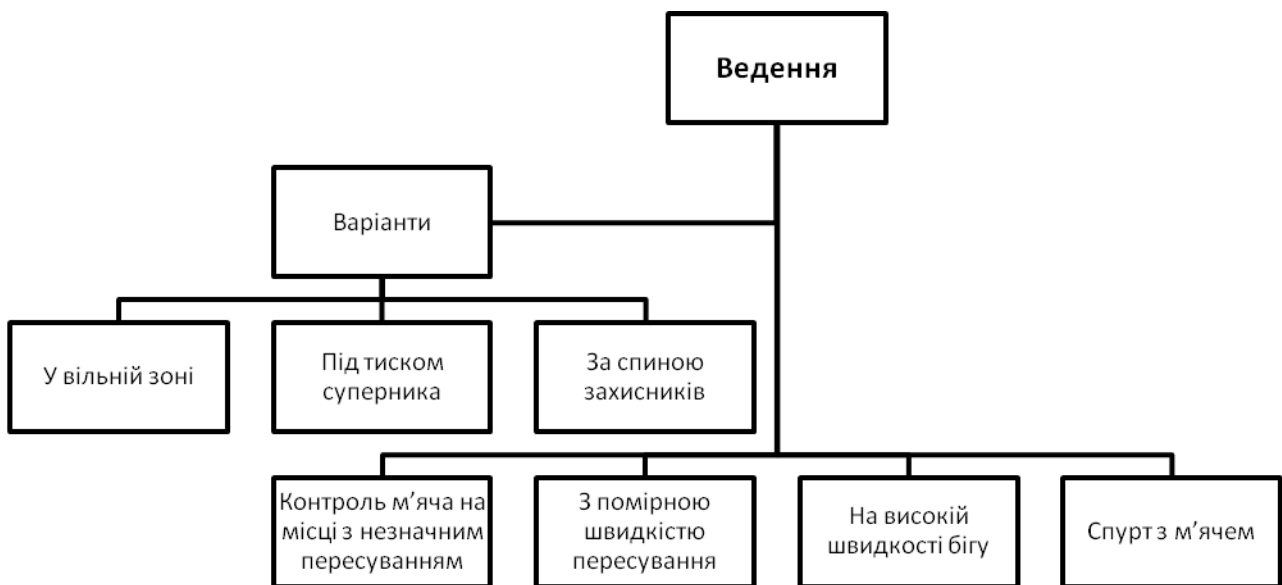 Ведення
Варіанти
У вільній зоні
Під тиском
суперника
За спиною
захисників
Контроль м’яча на
місці з незначним
пересуванням
З помірною
швидкістю
пересування
На високій
швидкості бігу
Спурт з м’ячем